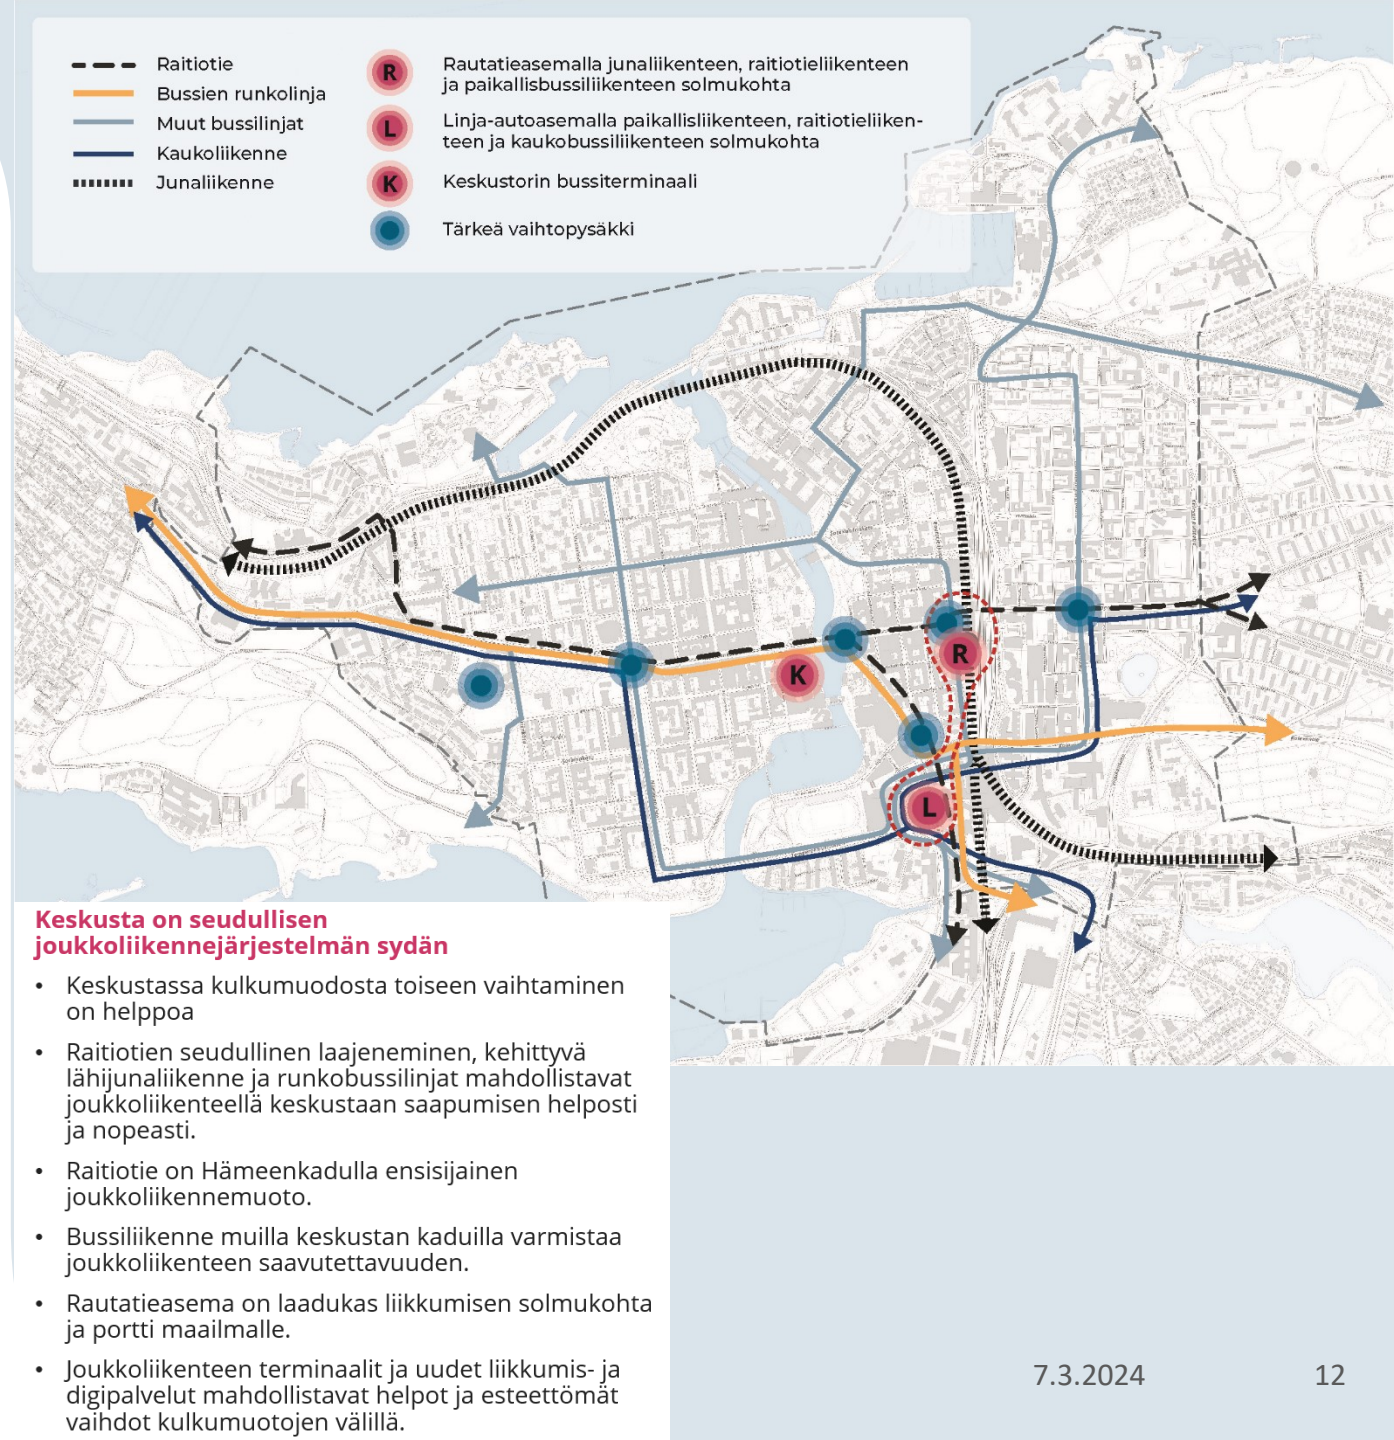 Raitiotie
Bussien runkolinja
Muut bussilinjat
Kaukoliikenne
Junaliikenne
R
Rautatieasemalla junaliikenteen, raitiotieliikenteen
ja paikallisbussiliikenteen solmukohta
L
Linja-autoasemalla paikallisliikenteen, raitiotieliiken-
teen ja kaukobussiliikenteen solmukohta
K
Keskustorin bussiterminaali
Tärkeä vaihtopysäkki
R
K
L
Keskusta on seudullisen
joukkoliikennejärjestelmän sydän
• Keskustassa kulkumuodosta toiseen vaihtaminen
on helppoa
• Raitiotien seudullinen laajeneminen, kehittyvä
lähijunaliikenne ja runkobussilinjat mahdollistavat
joukkoliikenteellä keskustaan saapumisen helposti
ja nopeasti.
• Raitiotie on Hämeenkadulla ensisijainen
joukkoliikennemuoto.
• Bussiliikenne muilla keskustan kaduilla varmistaa
joukkoliikenteen saavutettavuuden.
• Rautatieasema on laadukas liikkumisen solmukohta
ja portti maailmalle.
• Joukkoliikenteen terminaalit ja uudet liikkumis- ja
digipalvelut mahdollistavat helpot ja esteettömät
vaihdot kulkumuotojen välillä.
7.3.2024
12